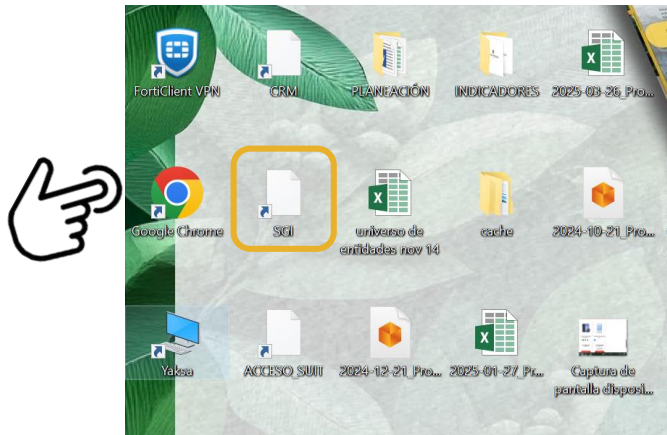 FortiClient VPN
CRM
PLANEACIÓN
INDICADORES
2025-03-26_Pro...
Google Chrome
SGI
universo de
entidades nov 14
cache
2024-10-21_Pro...
Yaksa
ACCESO_SUIT
2024-12-21_Pro...
2025-01-27_Pr...
Captura de
pantalla disposi...